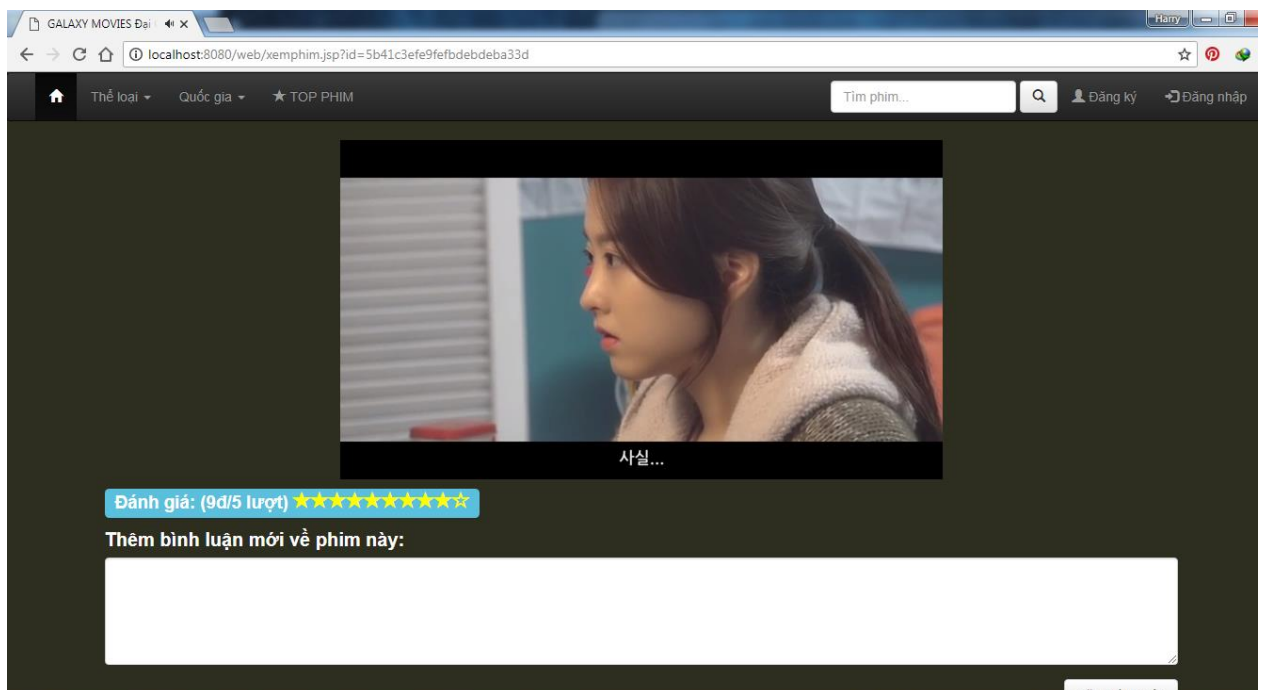 GALAXY MOVIES Đại
Harry
localhost:8080/web/xemphim.jsp?id=5b41c3efe9fefbdebdeba33d
Thể loại Quốc gia ★ TOP PHIM Tìm phim... Đăng ký Đăng nhập
사실...
Đánh giá: (9đ/5 lượt) ★★★★★★★★★☆
Thêm bình luận mới về phim này: